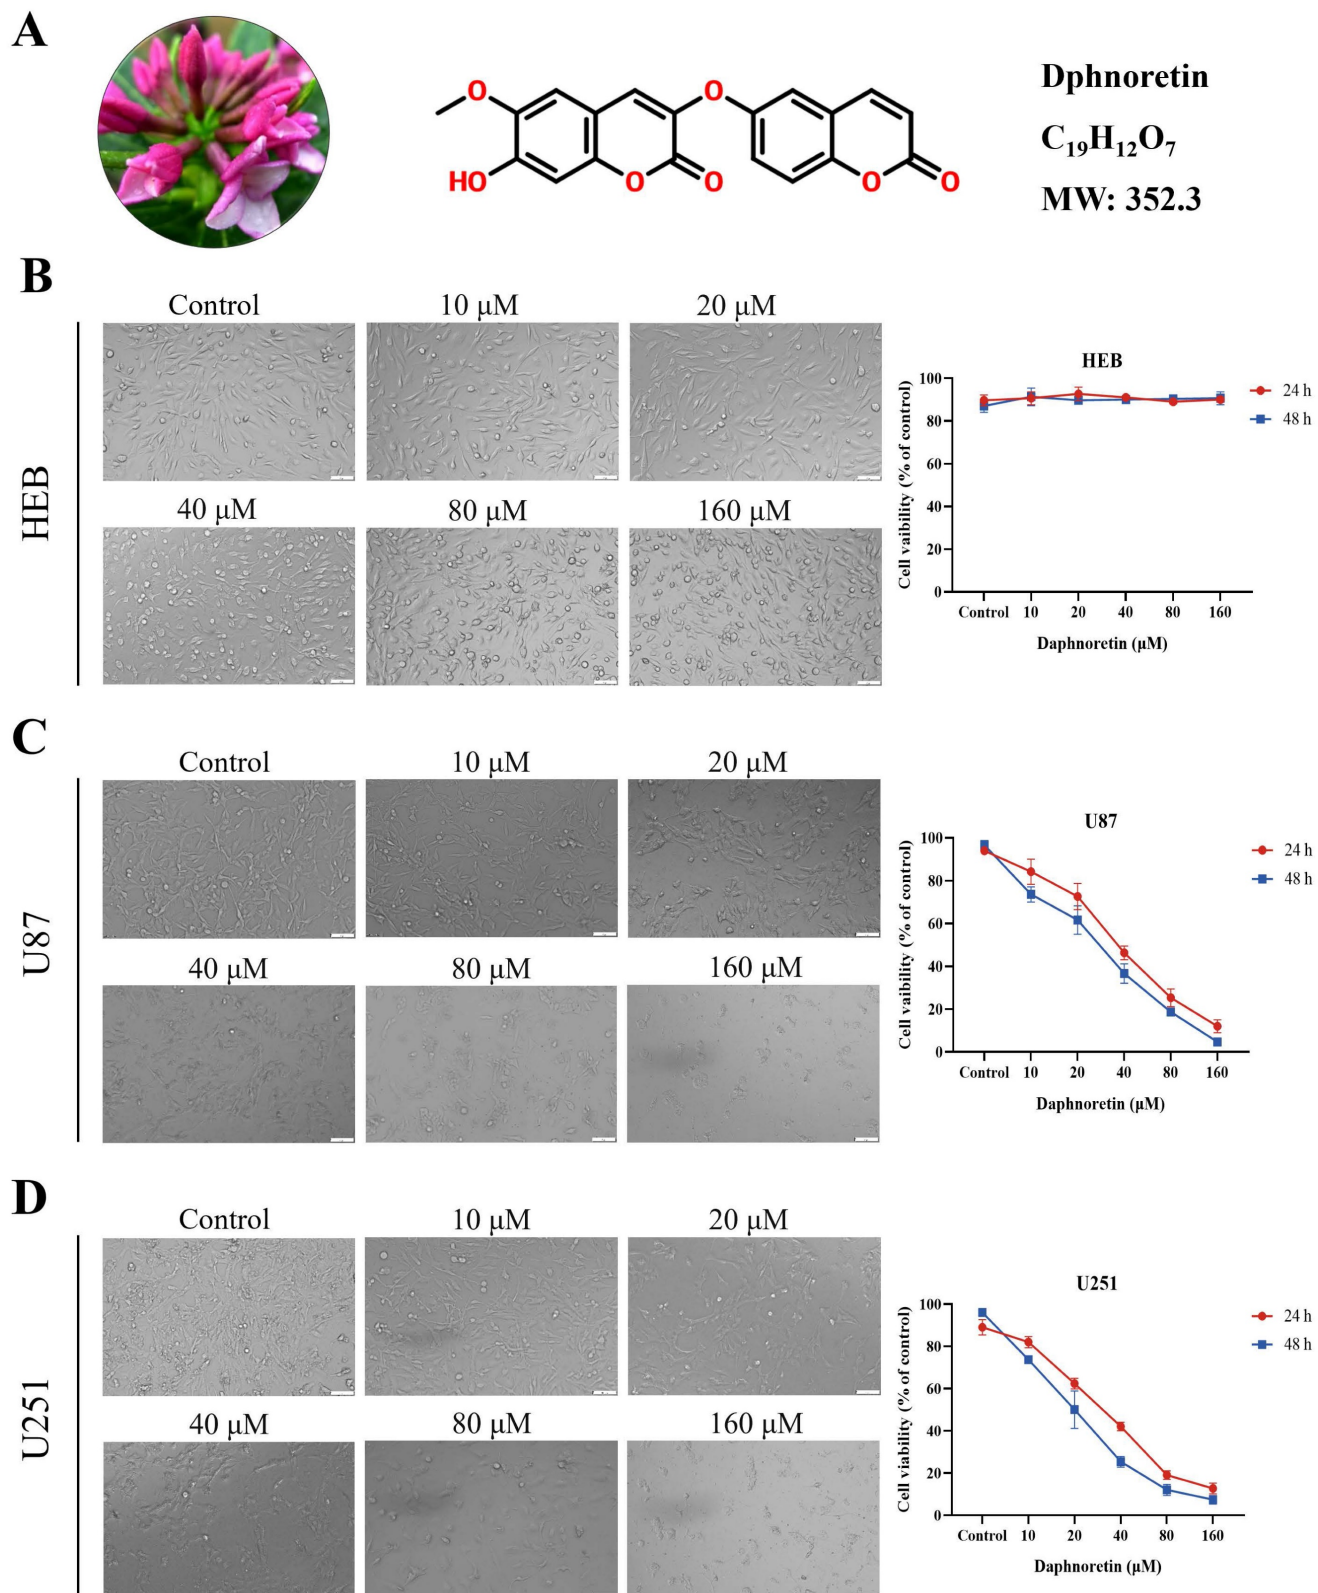 A
O
O
HO
O
O
O
O
Dphnoretin
C₁₉H₁₂O₇
MW: 352.3
B
HEB
Control
10 µM
20 µM
40 µM
80 µM
160 µM
HEB
Cell vaibility (% of control)
100
80
60
40
20
0
Control 10 20 40 80 160
Daphnoretin (µM)
24 h
48 h
C
U87
Control
10 µM
20 µM
40 µM
80 µM
160 µM
U87
Cell vaibility (% of control)
100
80
60
40
20
0
Control 10 20 40 80 160
Daphnoretin (µM)
24 h
48 h
D
U251
Control
10 µM
20 µM
40 µM
80 µM
160 µM
U251
Cell viability (% of control)
100
80
60
40
20
0
Control 10 20 40 80 160
Daphnoretin (µM)
24 h
48 h